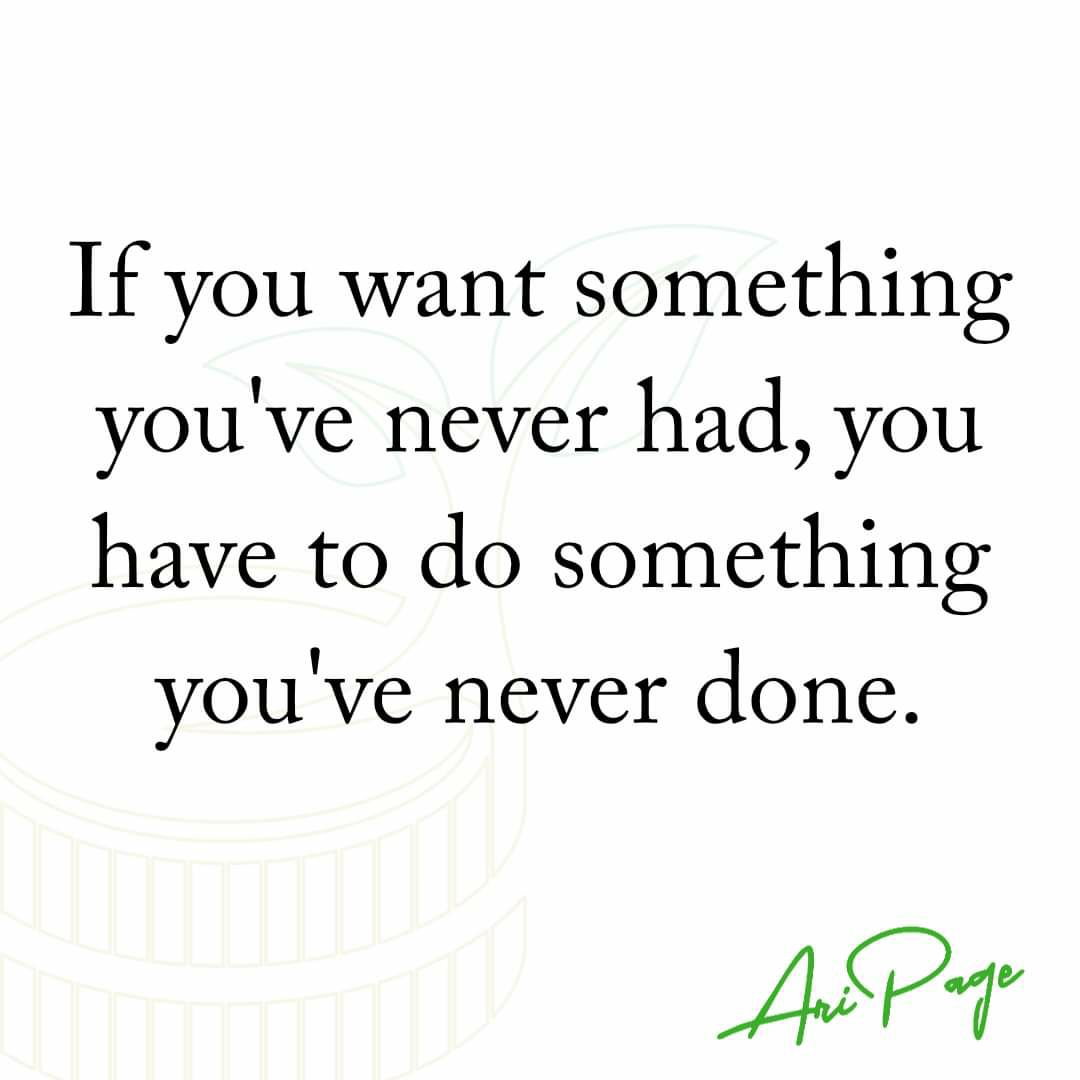 If you want something
you've never had, you
have to do something
you've never done.
Ari Page